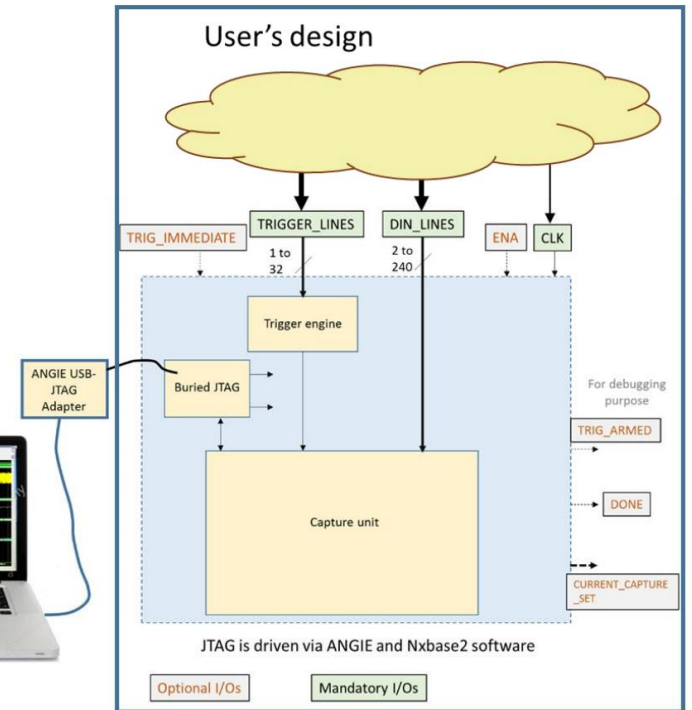 User's design
TRIG_IMMEDIATE
TRIGGER_LINES
DIN_LINES
ENA
CLK
1 to
32
2 to
240
Trigger engine
ANGIE USB-
JTAG
Adapter
Buried JTAG
For debugging
purpose
TRIG_ARMED
DONE
Capture unit
CURRENT_CAPTURE
_SET
JTAG is driven via ANGIE and Nxbase2 software
Optional I/Os
Mandatory I/Os